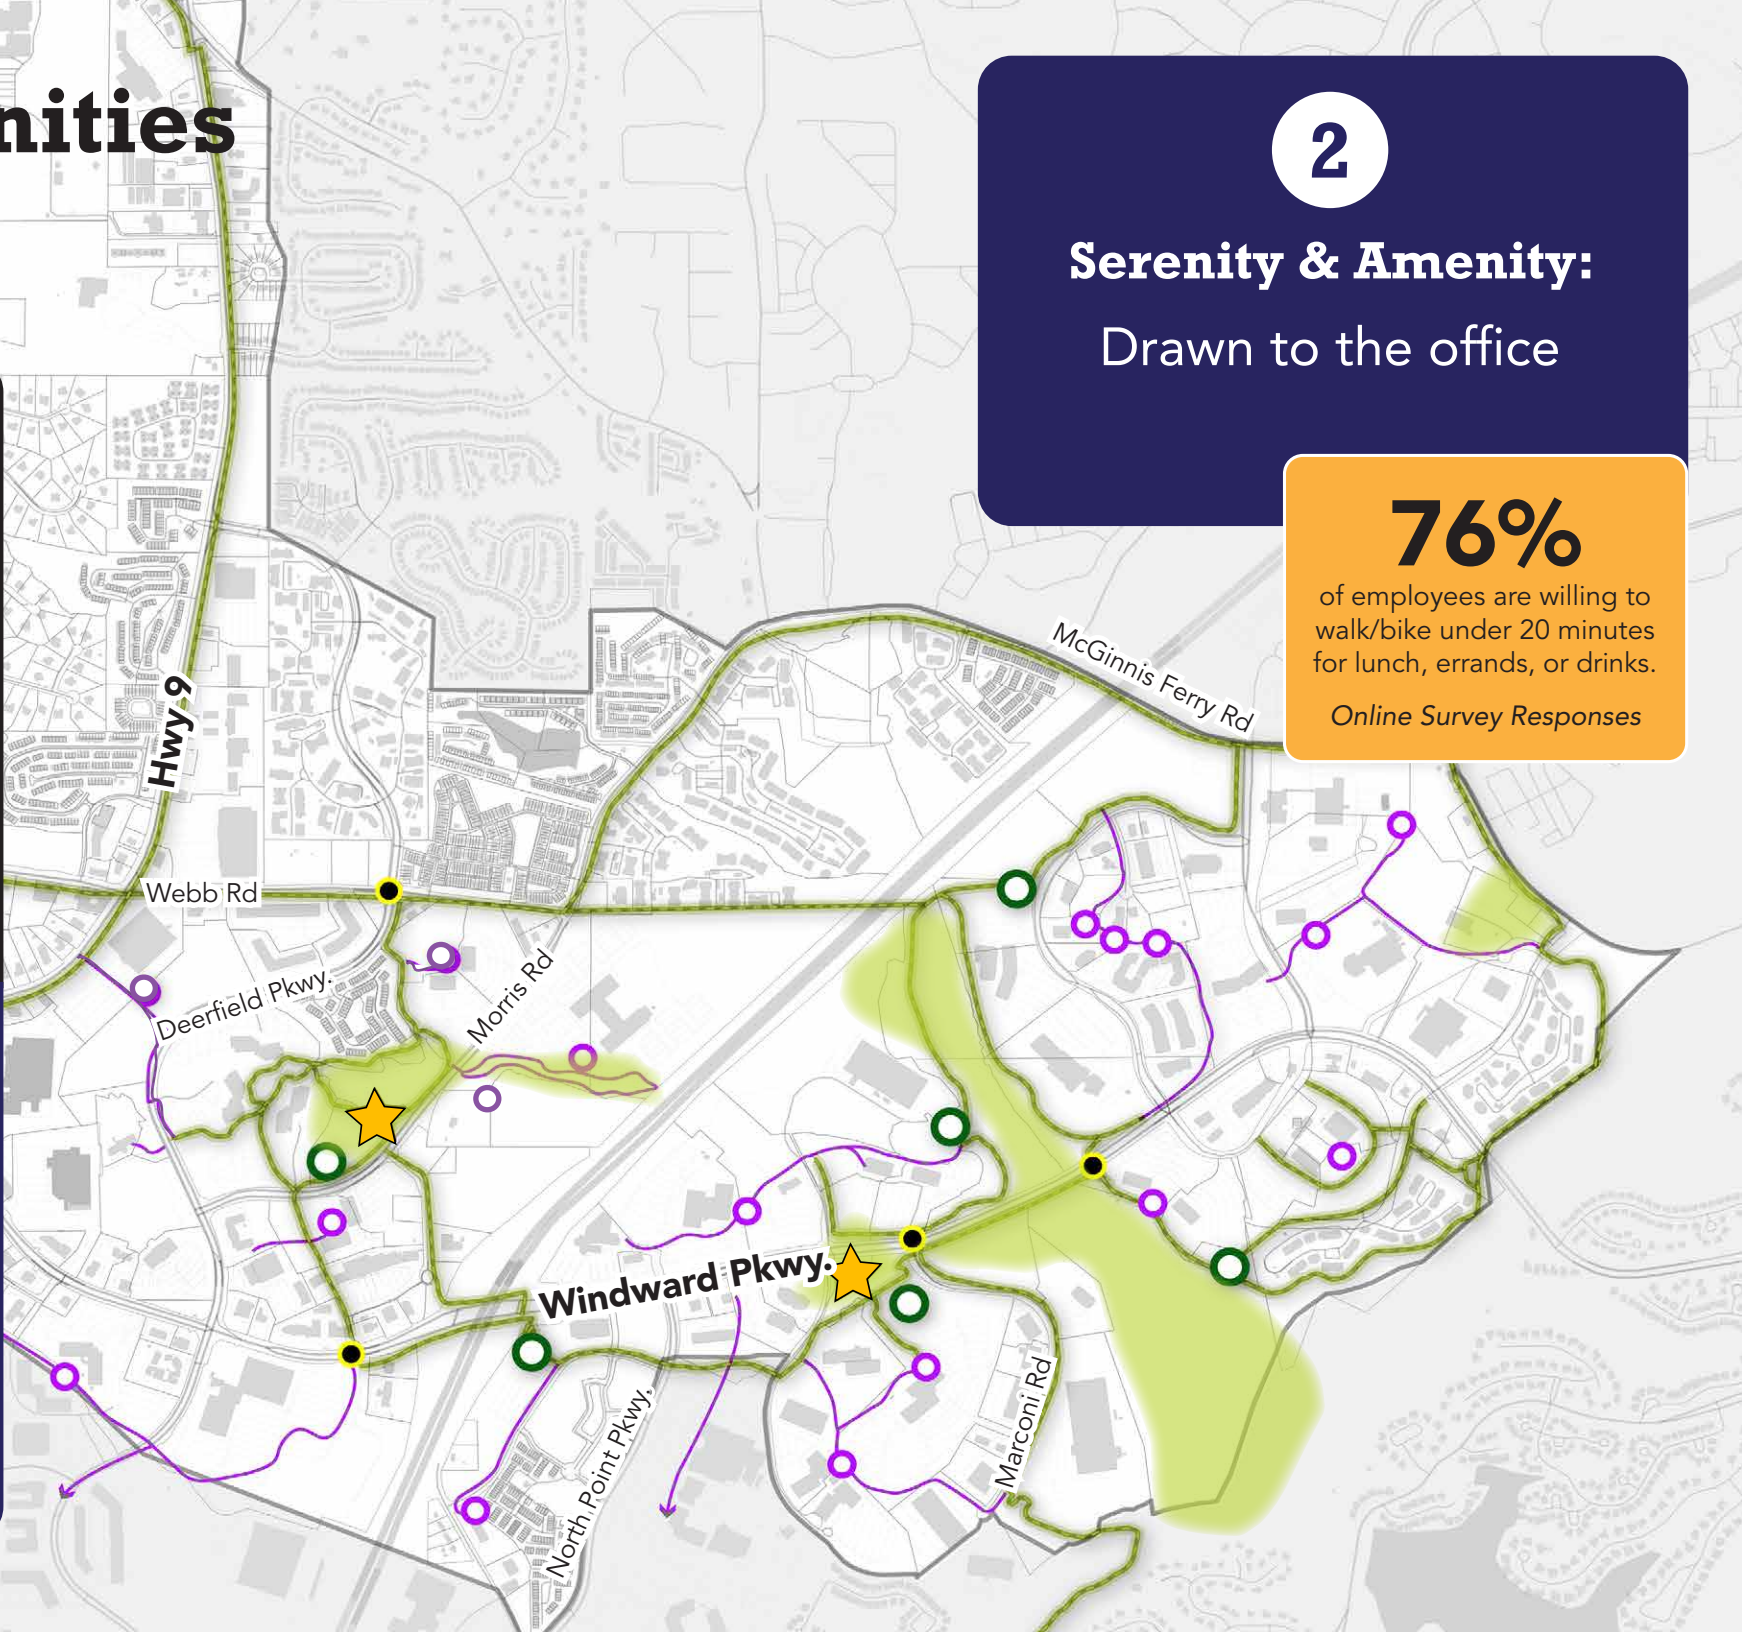 nities
2
Serenity & Amenity:
Drawn to the office
76%
of employees are willing to
walk/bike under 20 minutes
for lunch, errands, or drinks.
Online Survey Responses
McGinnis Ferry Rd
Hwy 9
Webb Rd
Deerfield Pkwy.
Morris Rd
Windward Pkwy.
North Point Pkwy.
Marconi Rd